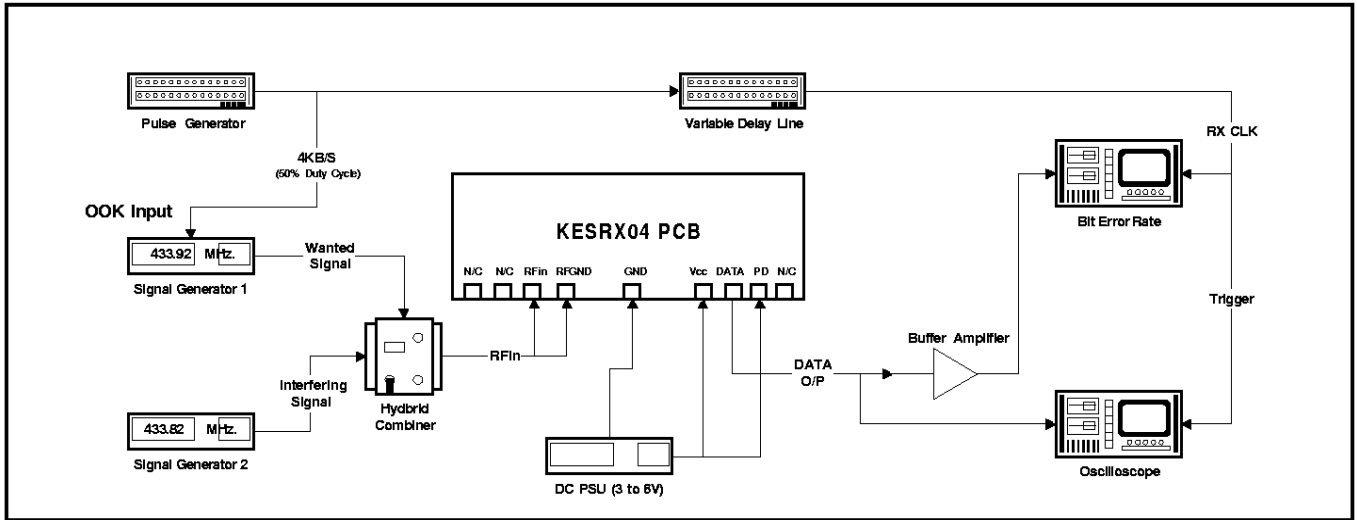 Pulse Generator
Variable Delay Line
RX CLK
4KB/S
(50% Duty Cycle)
OOK Input
433.92 MHz.
Signal Generator 1
Wanted
Signal
KESRX04 PCB
N/C N/C RFin RFGND GND Vcc DATA PD N/C
Bit Error Rate
Trigger
Buffer Amplifier
RFin
DATA
O/P
Interfering
Signal
Hydbrid
Combiner
433.82 MHz.
Signal Generator 2
DC PSU (3 to 6V)
Oscilloscope